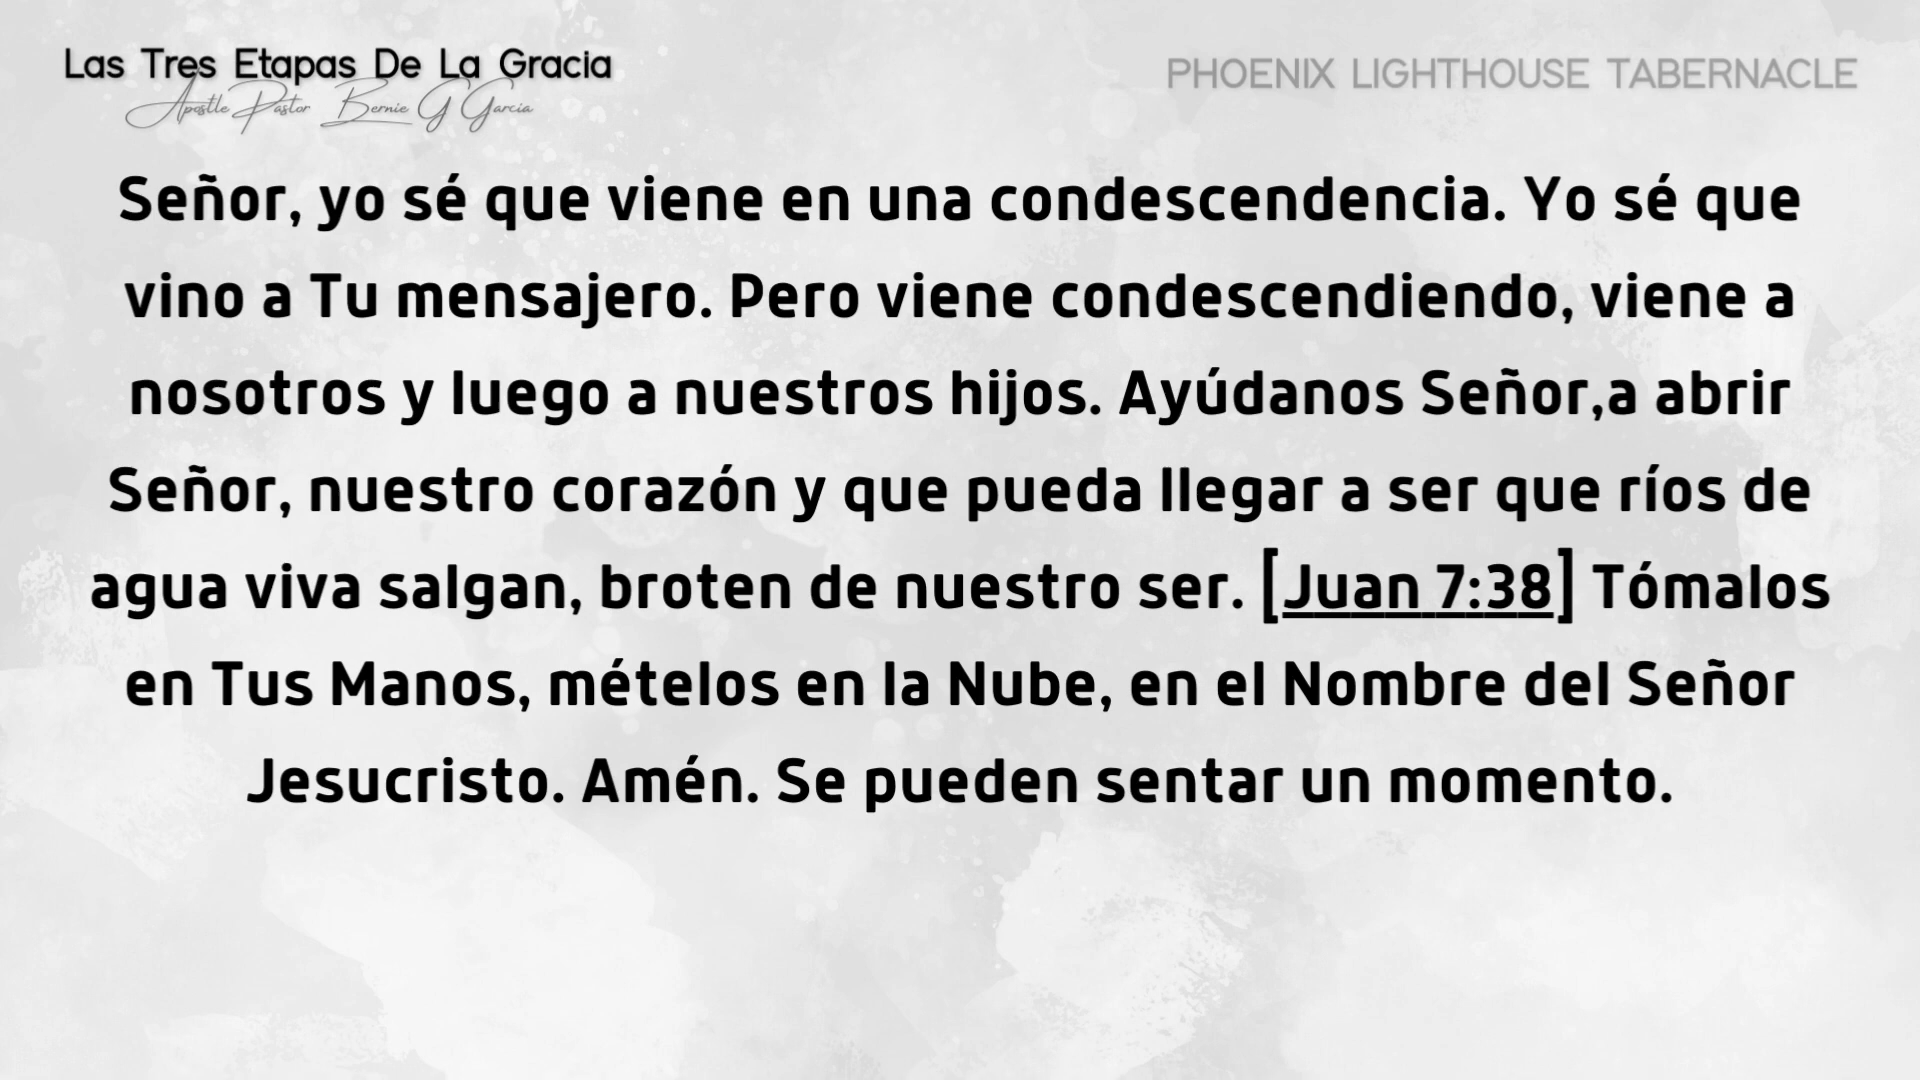 Las Tres Etapas De La Gracia
Apostle Pastor Bernie G Garcia
PHOENIX LIGHTHOUSE TABERNACLE
Señor, yo sé que viene en una condescendencia. Yo sé que
vino a Tu mensajero. Pero viene condescendiendo, viene a
nosotros y luego a nuestros hijos. Ayúdanos Señor,a abrir
Señor, nuestro corazón y que pueda llegar a ser que ríos de
agua viva salgan, broten de nuestro ser. [Juan 7:38] Tómalos
en Tus Manos, mételos en la Nube, en el Nombre del Señor
Jesucristo. Amén. Se pueden sentar un momento.